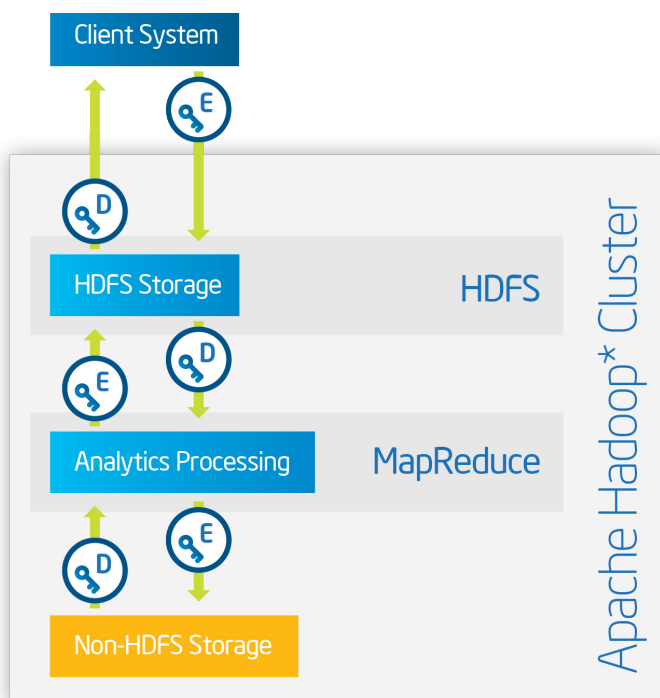 Client System
E
D
HDFS Storage
HDFS
E
D
Analytics Processing
MapReduce
D
E
Non-HDFS Storage
Apache Hadoop* Cluster